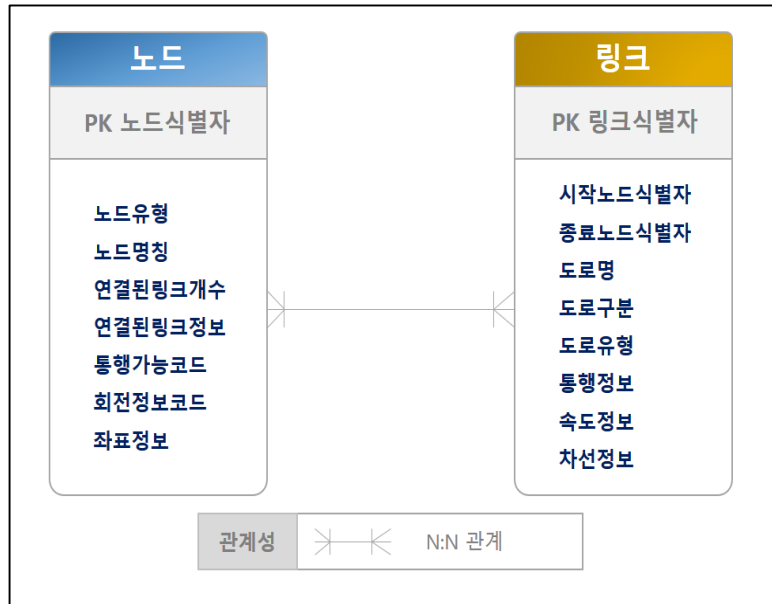 노드
PK 노드식별자
노드유형
노드명칭
연결된링크개수
연결된링크정보
통행가능코드
회전정보코드
좌표정보
링크
PK 링크식별자
시작노드식별자
종료노드식별자
도로명
도로구분
도로유형
통행정보
속도정보
차선정보
관계성
N:N 관계